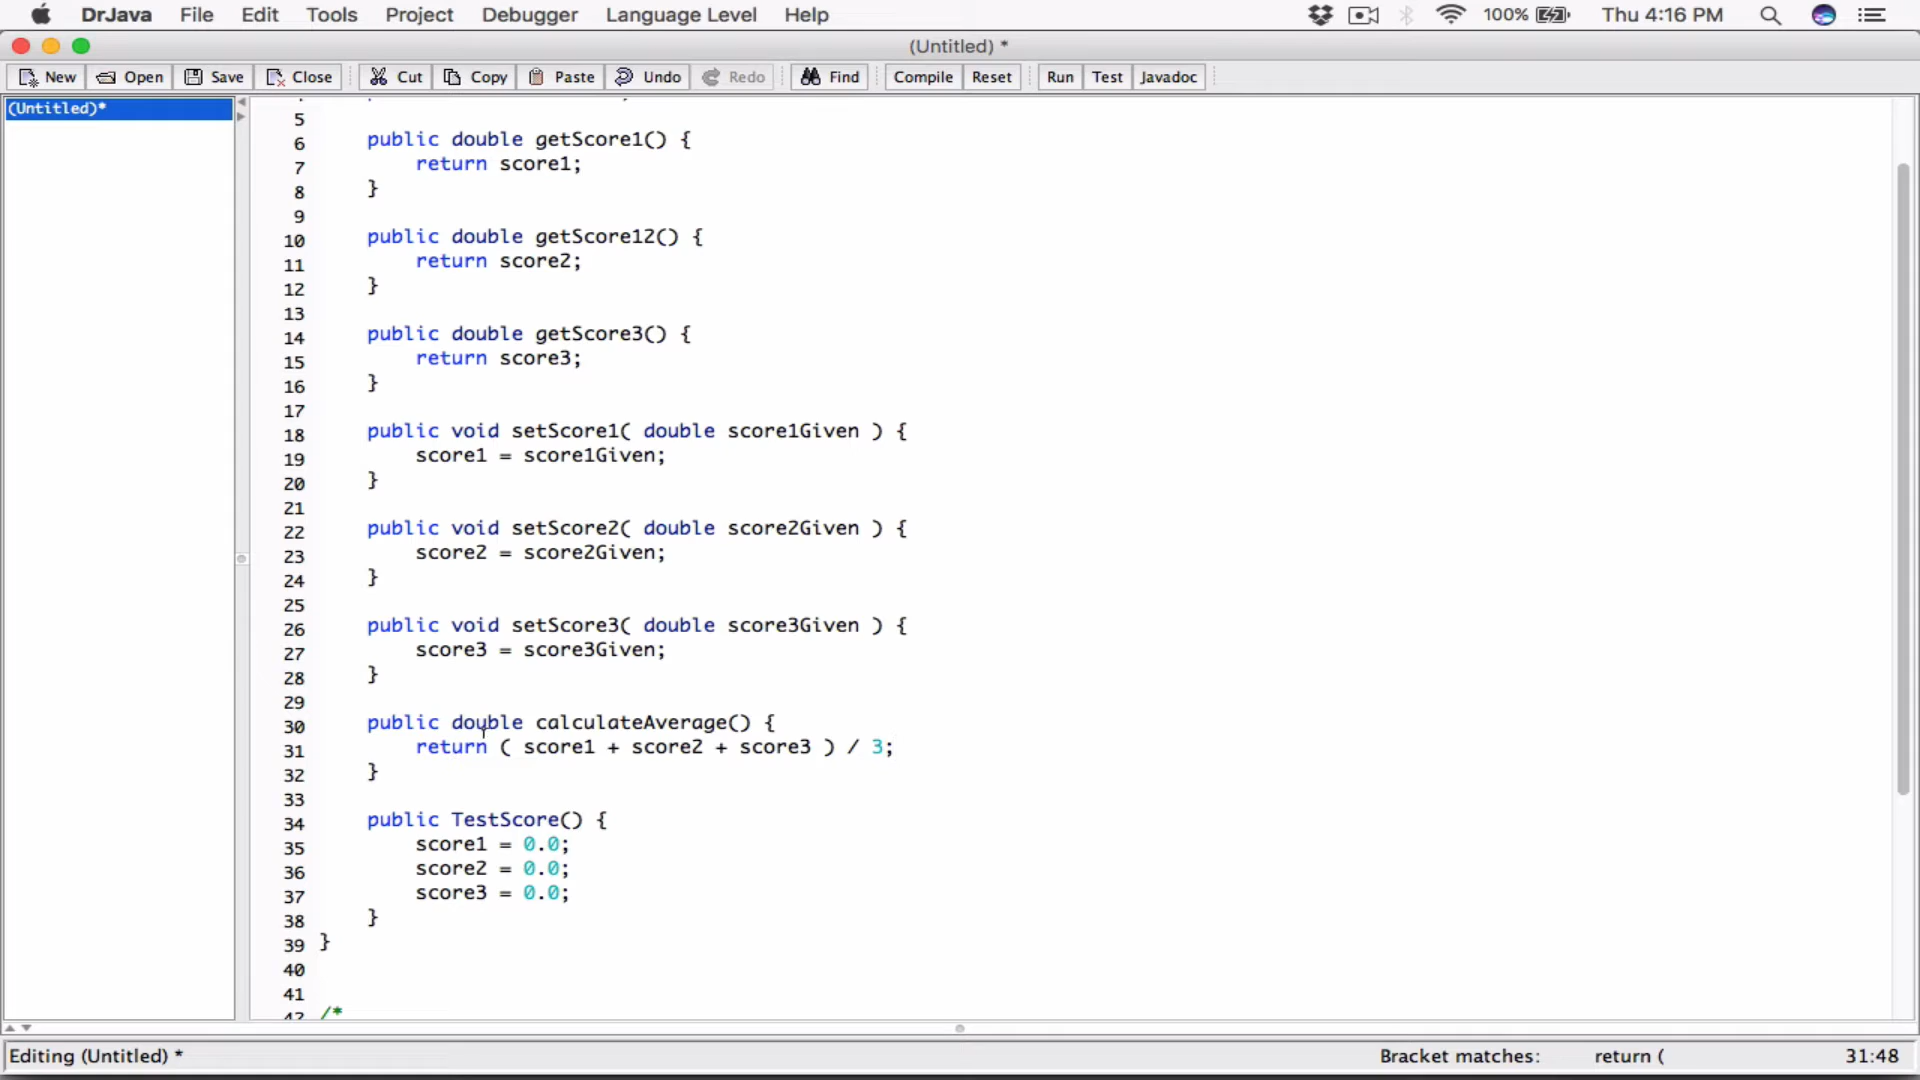 DrJava File Edit Tools Project Debugger Language Level Help 100% Thu 4:16 PM
(Untitled) *
New Open Save Close Cut Copy Paste Undo Redo Find Compile Reset Run Test Javadoc
(Untitled)*
5
6 public double getScore1() {
7 return score1;
8 }
9
10 public double getScore12() {
11 return score2;
12 }
13
14 public double getScore3() {
15 return score3;
16 }
17
18 public void setScore1( double score1Given ) {
19 score1 = score1Given;
20 }
21
22 public void setScore2( double score2Given ) {
23 score2 = score2Given;
24 }
25
26 public void setScore3( double score3Given ) {
27 score3 = score3Given;
28 }
29
30 public double calculateAverage() {
31 return ( score1 + score2 + score3 ) / 3;
32 }
33
34 public TestScore() {
35 score1 = 0.0;
36 score2 = 0.0;
37 score3 = 0.0;
38 }
39 }
40
41
42 /*
Editing (Untitled) * Bracket matches: return ( 31:48